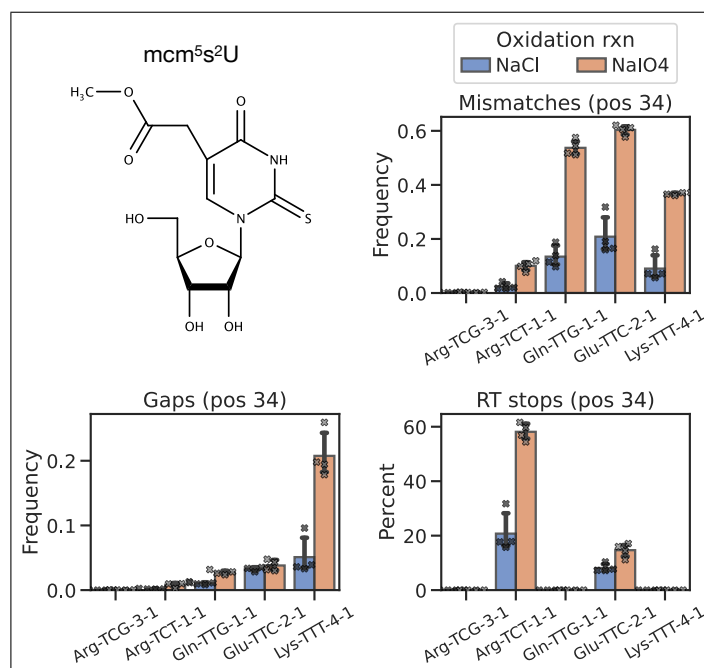 mcm⁵s²U
H₃C
O
O
O
NH
N
S
HO
O
OH
OH
Oxidation rxn
NaCl
NaIO4
Mismatches (pos 34)
Frequency
0.6
0.4
0.2
0.0
Arg-TCG-3-1
Arg-TCT-1-1
Gln-TTG-1-1
Glu-TTC-2-1
Lys-TTT-4-1
Gaps (pos 34)
Frequency
0.2
0.1
0.0
Arg-TCG-3-1
Arg-TCT-1-1
Gln-TTG-1-1
Glu-TTC-2-1
Lys-TTT-4-1
RT stops (pos 34)
Percent
60
40
20
0
Arg-TCG-3-1
Arg-TCT-1-1
Gln-TTG-1-1
Glu-TTC-2-1
Lys-TTT-4-1